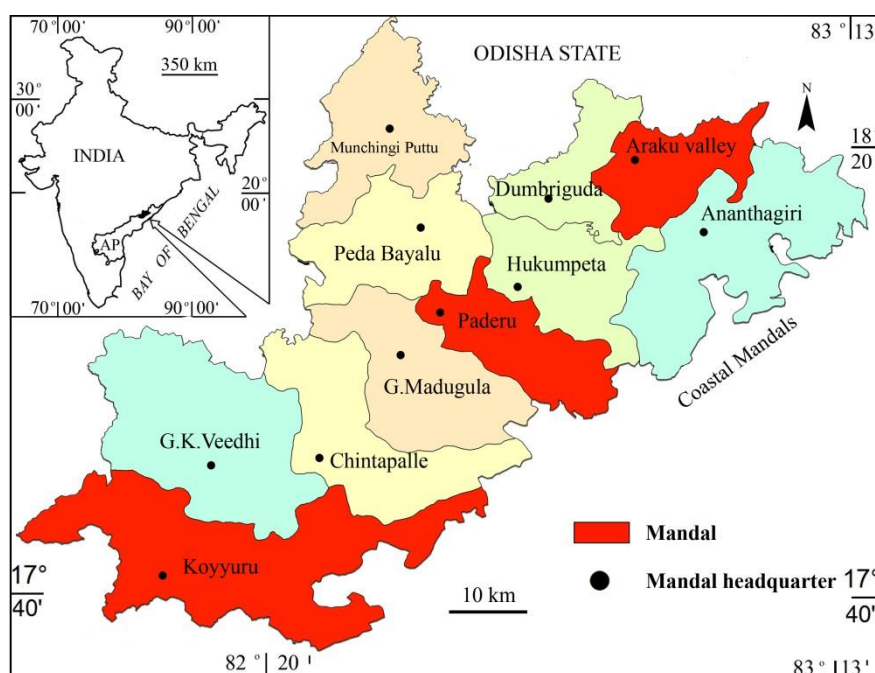 70° 00'
90° 00'
350 km
30° 00'
INDIA
20° 00'
AP
BAY OF BENGAL
70° 00'
90° 00'
ODISHA STATE
83° 13'
N
18° 20'
Munchingi Puttu
Araku valley
Dumbriguda
Ananthagiri
Peda Bayalu
Hukumpeta
Paderu
Coastal Mandals
G.Madugula
G.K.Veedhi
Chintapalle
Mandal
Koyyuru
Mandal headquarter
17° 40'
10 km
17° 40'
82° 20'
83° 13'